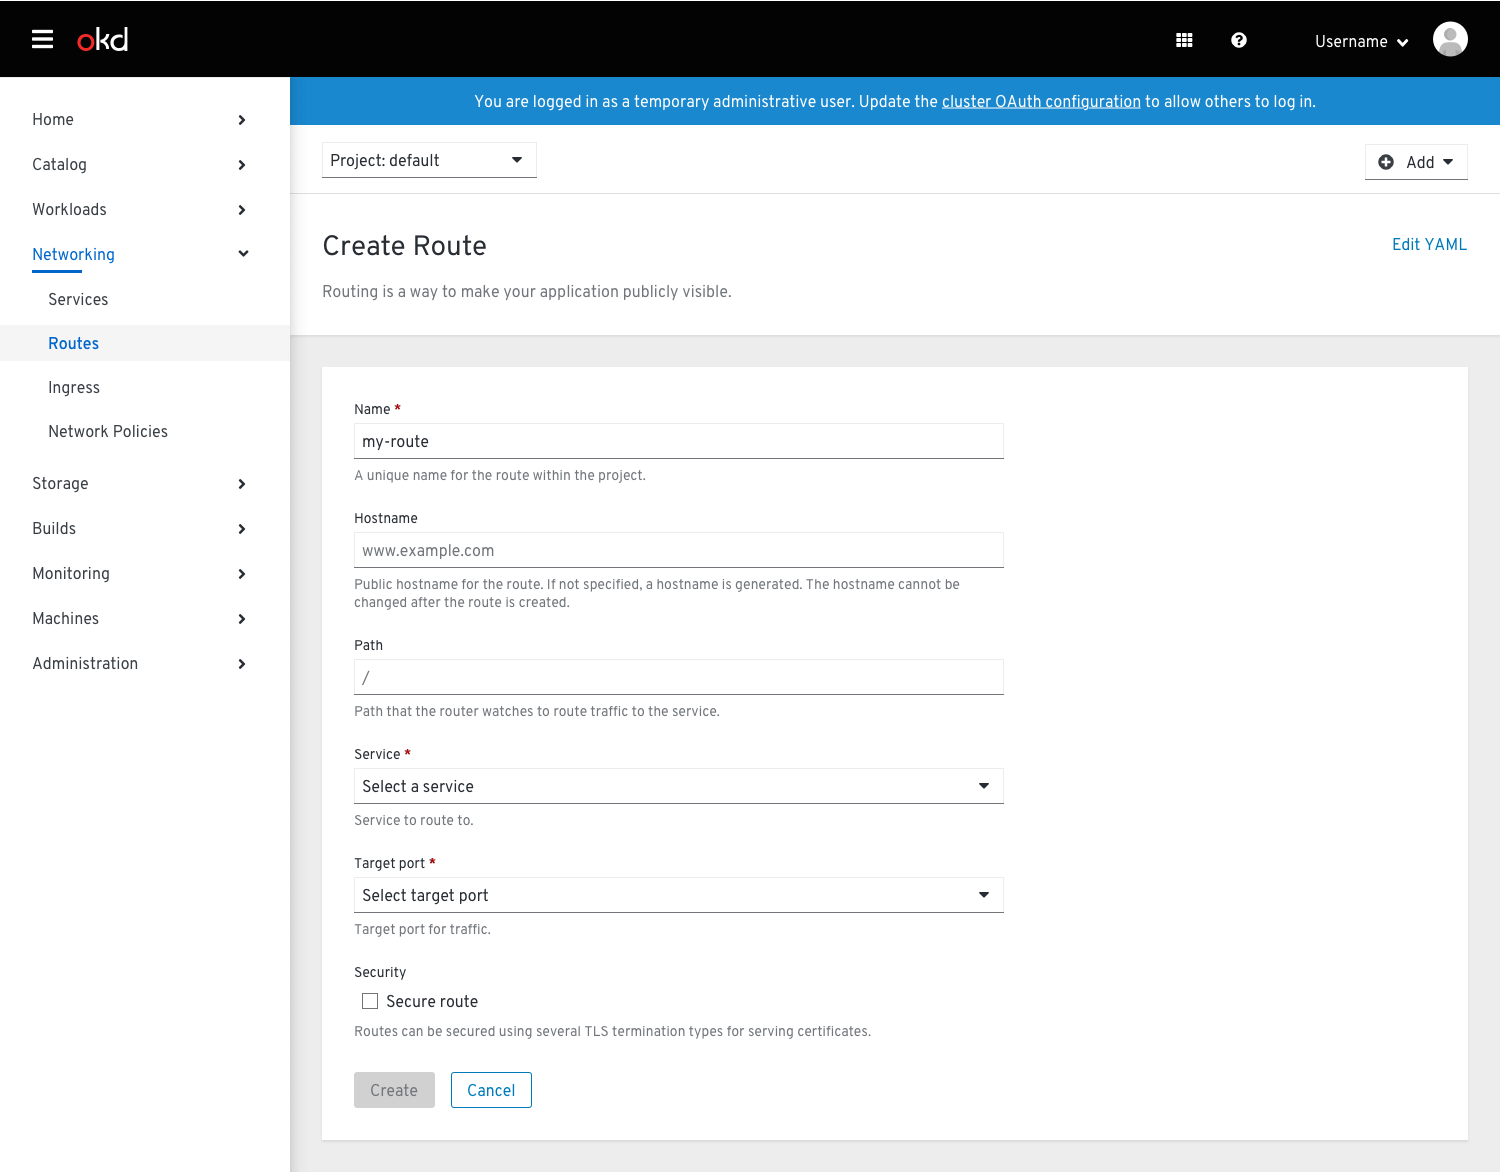 okd
Username
You are logged in as a temporary administrative user. Update the cluster OAuth configuration to allow others to log in.
Home
Catalog
Workloads
Networking
Services
Routes
Ingress
Network Policies
Storage
Builds
Monitoring
Machines
Administration
Project: default
Add
Create Route
Edit YAML
Routing is a way to make your application publicly visible.
Name *
my-route
A unique name for the route within the project.
Hostname
www.example.com
Public hostname for the route. If not specified, a hostname is generated. The hostname cannot be
changed after the route is created.
Path
/
Path that the router watches to route traffic to the service.
Service *
Select a service
Service to route to.
Target port *
Select target port
Target port for traffic.
Security
Secure route
Routes can be secured using several TLS termination types for serving certificates.
Create
Cancel